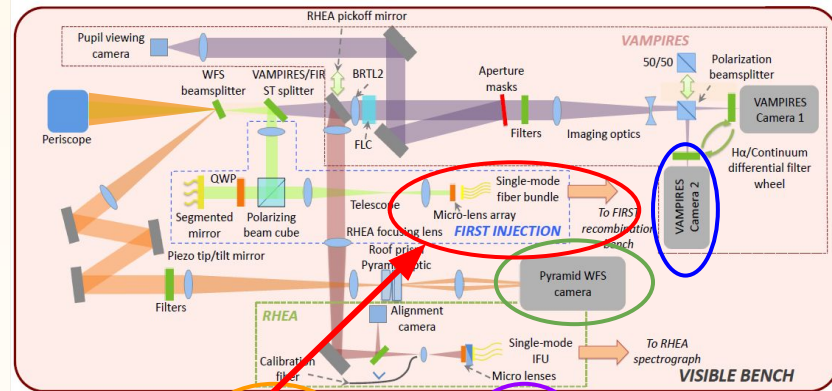 Pupil viewing
camera
RHEA pickoff mirror
VAMPIRES
Polarization
beamsplitter
50/50
WFS
beamsplitter
VAMPIRES/FIR
ST splitter
BRTL2
Aperture
masks
VAMPIRES
Camera 1
Periscope
FLC
Filters
Imaging optics
Hα/Continuum
differential filter
wheel
QWP
Segmented
mirror
Polarizing
beam cube
Telescope
Single-mode
fiber bundle
Micro-lens array
FIRST INJECTION
To FIRST
recombination
bench
VAMPIRES
Camera 2
RHEA focusing lens
Piezo tip/tilt mirror
Roof prism
Filters
Pyramid WFS
camera
RHEA
Alignment
camera
Single-mode
IFU
To RHEA
spectrograph
Calibration
fiber
Micro lenses
VISIBLE BENCH